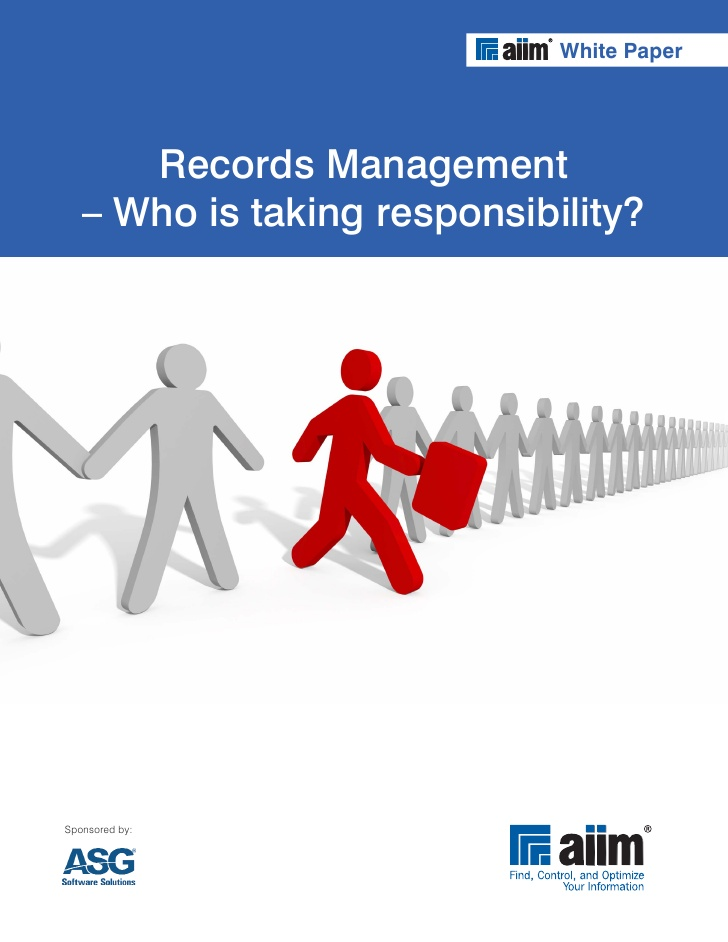 aiim® White Paper
Records Management
– Who is taking responsibility?
Sponsored by:
ASG
Software Solutions
aiim®
Find, Control, and Optimize
Your Information